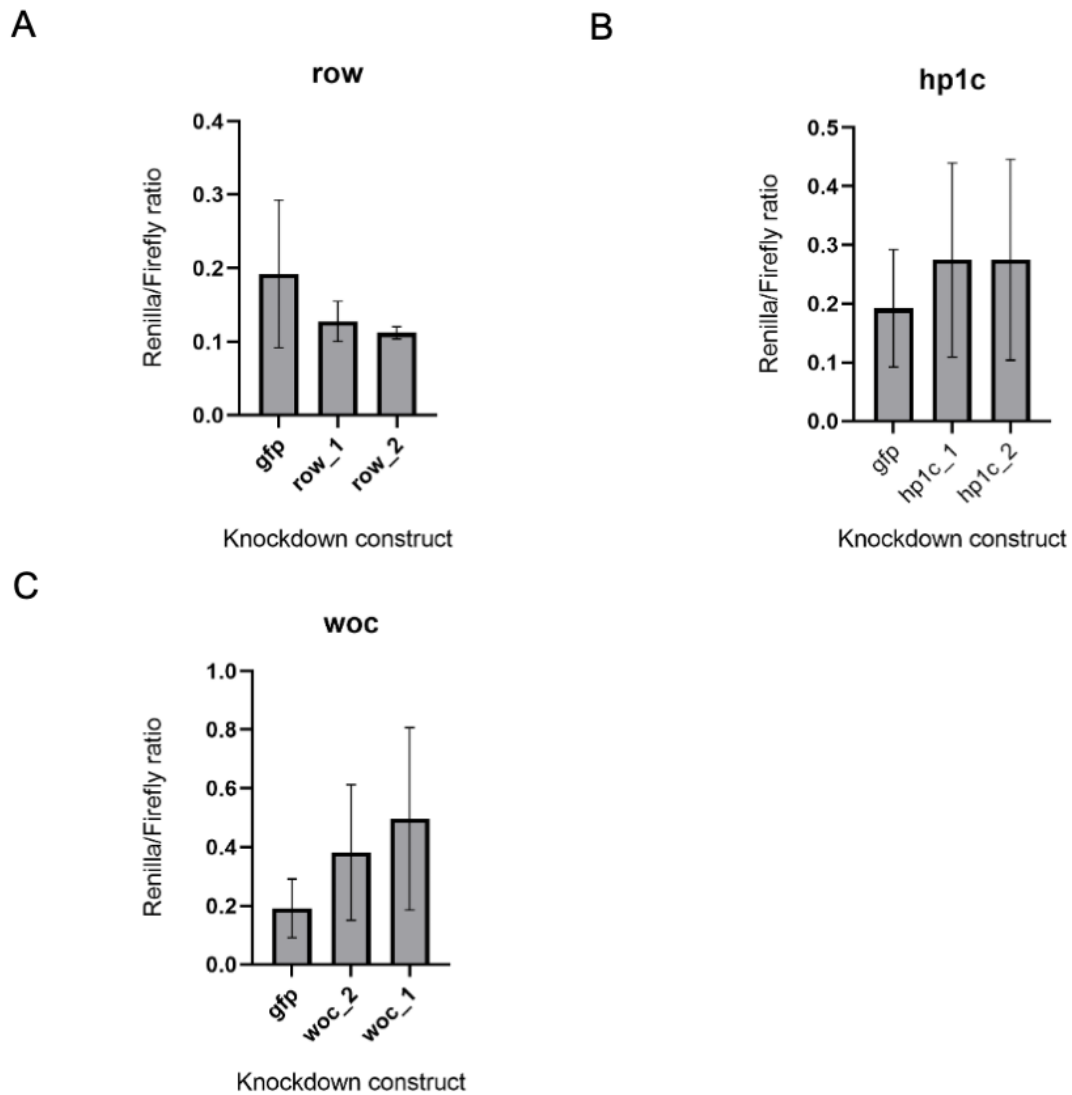 A
row
Renilla/Firefly ratio
0.4
0.3
0.2
0.1
0.0
gfp
row_1
row_2
Knockdown construct
B
hp1c
Renilla/Firefly ratio
0.5
0.4
0.3
0.2
0.1
0.0
gfp
hp1c_1
hp1c_2
Knockdown construct
C
woc
Renilla/Firefly ratio
1.0
0.8
0.6
0.4
0.2
0.0
gfp
woc_2
woc_1
Knockdown construct